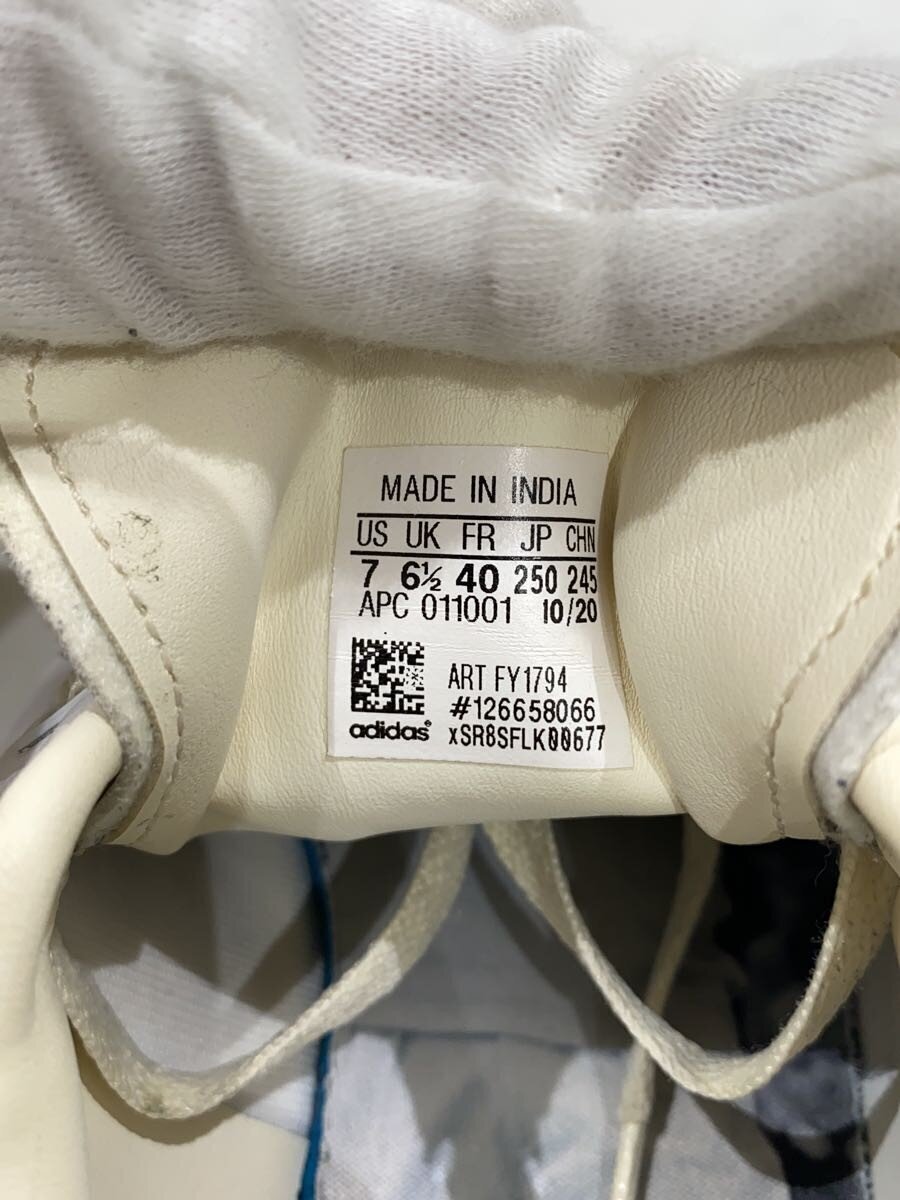 MADE IN INDIA
US UK FR JP CHN
7 6½ 40 250 245
APC 011001 10/20
ART FY1794
#126658066
adidas® xSR8SFLK00677